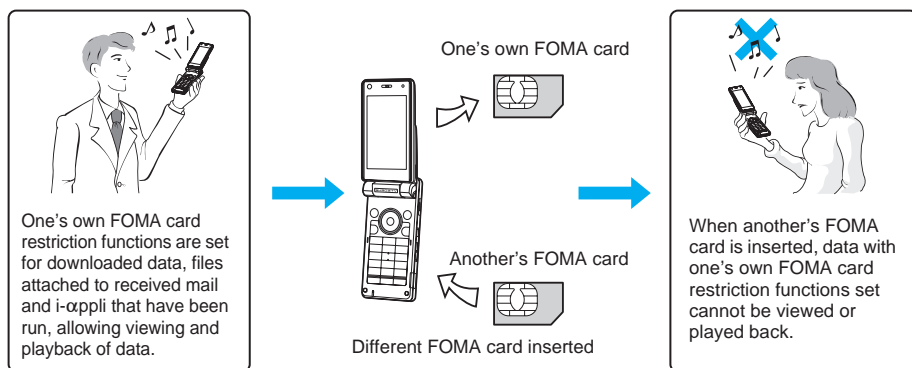 One's own FOMA card
restriction functions are set
for downloaded data, files
attached to received mail
and i-αppli that have been
run, allowing viewing and
playback of data.
One's own FOMA card
Another's FOMA card
Different FOMA card inserted
When another's FOMA
card is inserted, data with
one's own FOMA card
restriction functions set
cannot be viewed or
played back.